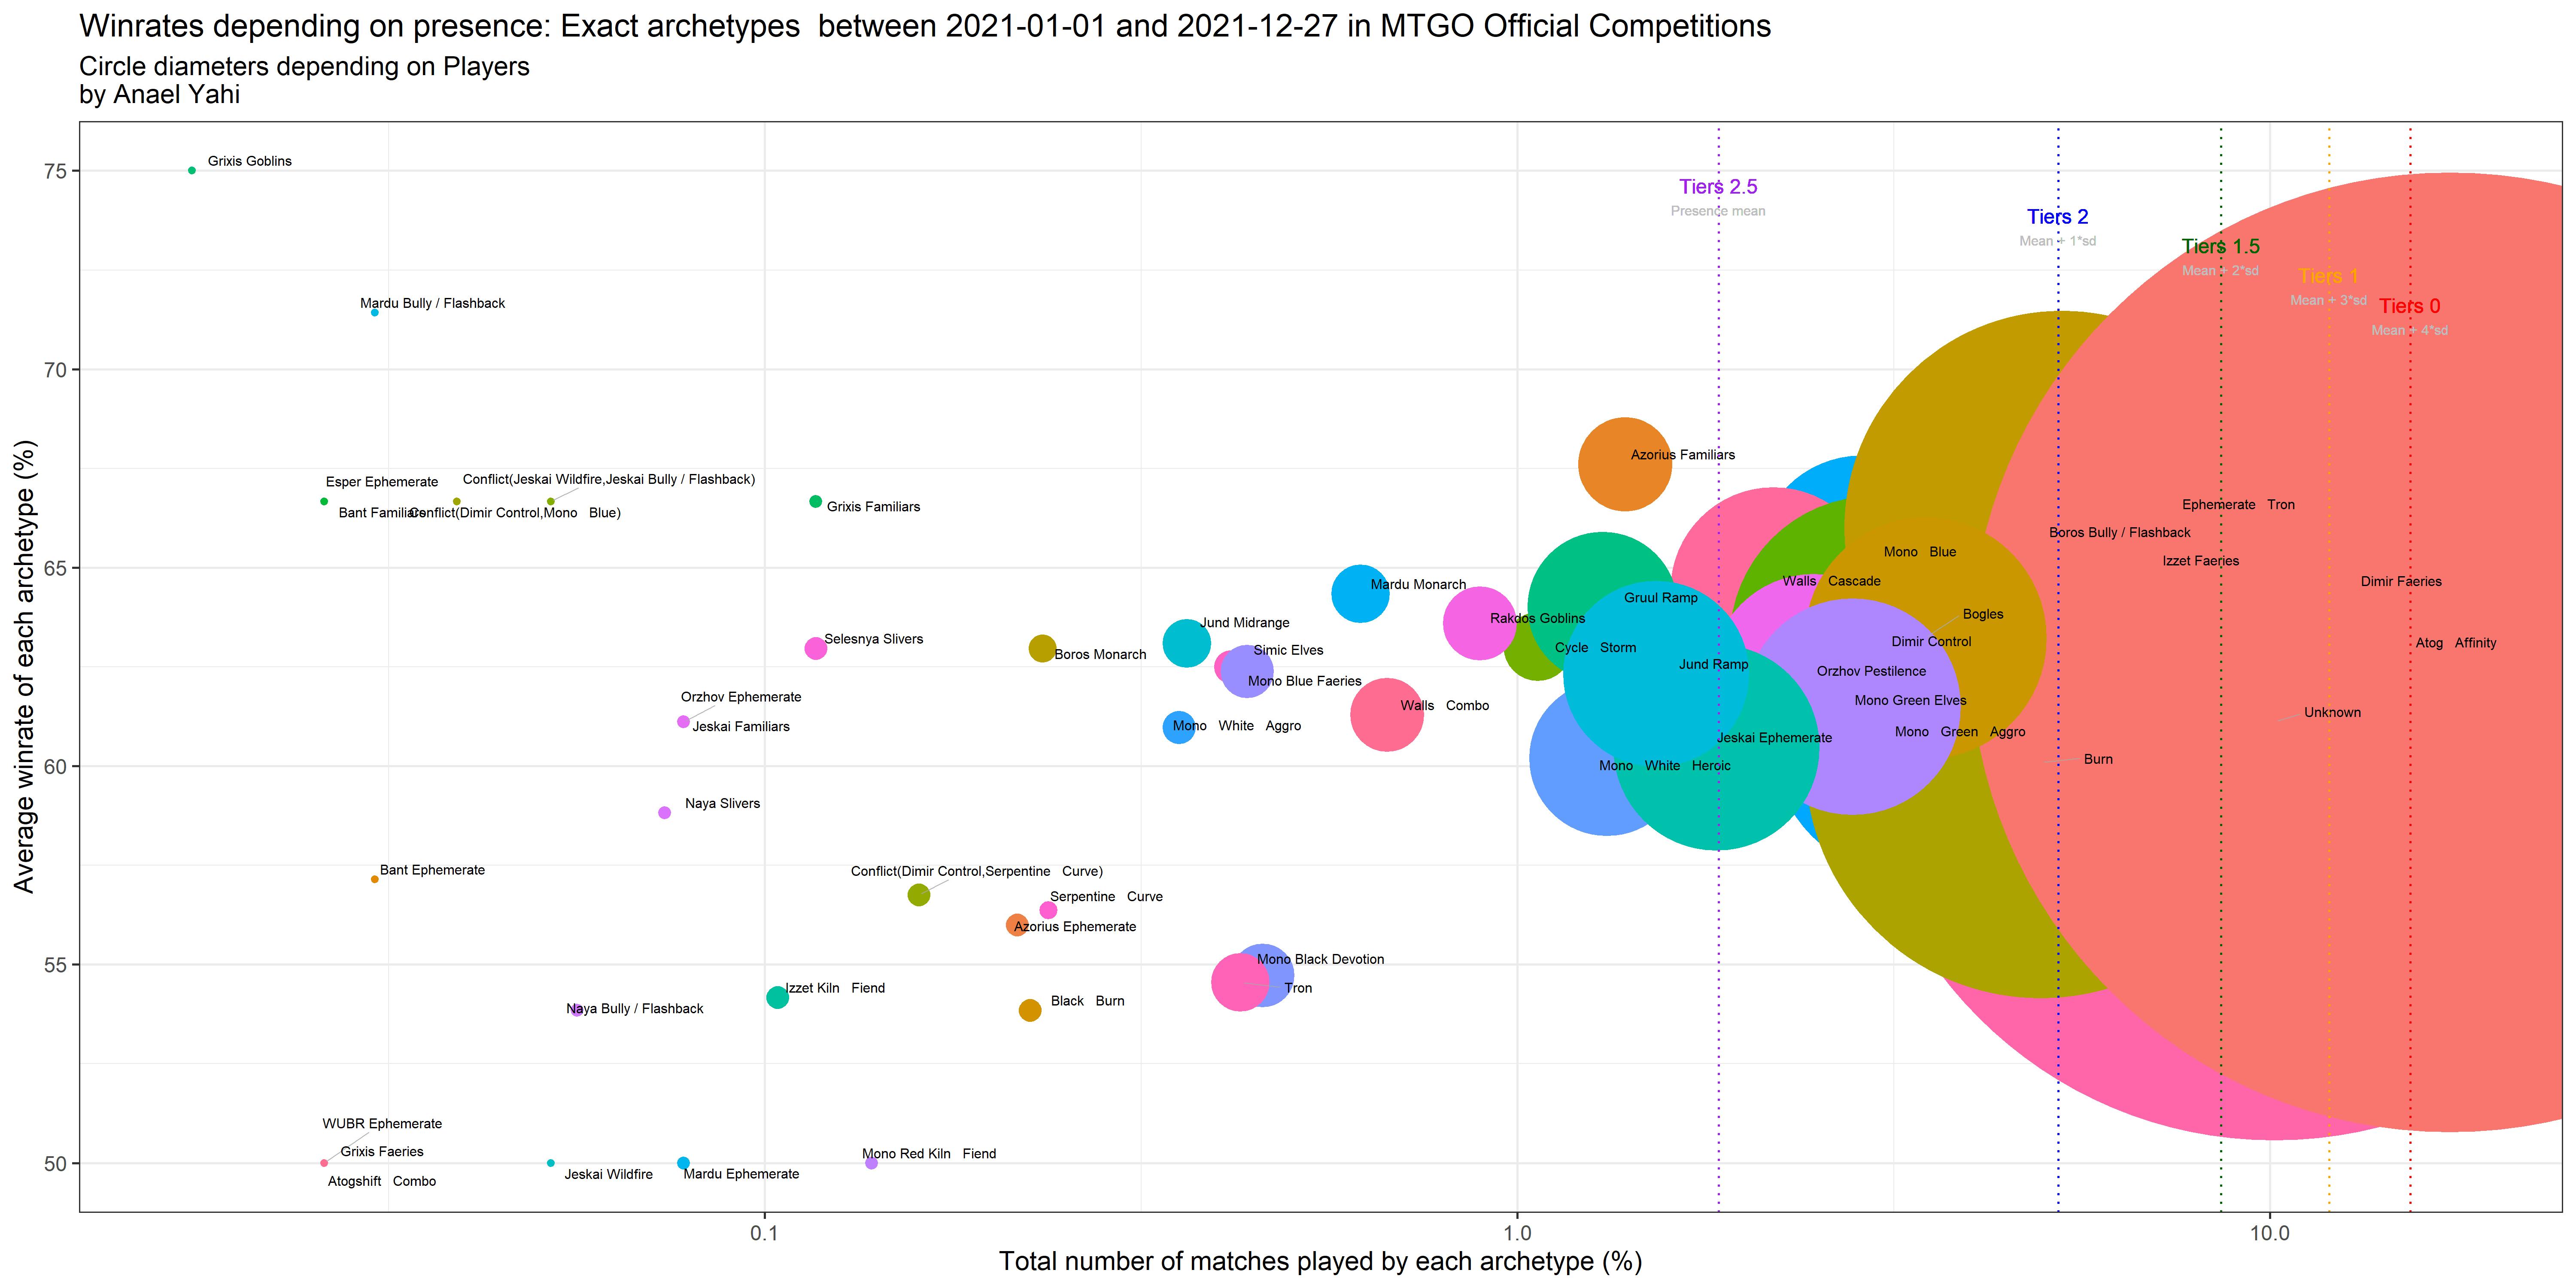 Winrates depending on presence: Exact archetypes  between 2021-01-01 and 2021-12-27 in MTGO Official Competitions
Circle diameters depending on Players
by Anael Yahi
Average winrate of each archetype (%)
75
70
65
60
55
50
Grixis Goblins
Tiers 2.5
Presence mean
Tiers 2
Mean + 1*sd
Tiers 1.5
Mean + 2*sd
Tiers 1
Mean + 3*sd
Tiers 0
Mean + 4*sd
Mardu Bully / Flashback
Azorius Familiars
Esper Ephemerate
Conflict(Jeskai Wildfire,Jeskai Bully / Flashback)
Bant Familiars
Conflict(Dimir Control,Mono   Blue)
Grixis Familiars
Ephemerate   Tron
Boros Bully / Flashback
Mono   Blue
Izzet Faeries
Mardu Monarch
Walls   Cascade
Dimir Faeries
Gruul Ramp
Rakdos Goblins
Bogles
Jund Midrange
Selesnya Slivers
Boros Monarch
Simic Elves
Cycle   Storm
Dimir Control
Atog   Affinity
Jund Ramp
Orzhov Pestilence
Mono Blue Faeries
Orzhov Ephemerate
Mono Green Elves
Walls   Combo
Unknown
Jeskai Familiars
Mono   White   Aggro
Mono   Green   Aggro
Jeskai Ephemerate
Burn
Mono   White   Heroic
Naya Slivers
Bant Ephemerate
Conflict(Dimir Control,Serpentine   Curve)
Serpentine   Curve
Azorius Ephemerate
Mono Black Devotion
Tron
Izzet Kiln   Fiend
Black   Burn
Naya Bully / Flashback
WUBR Ephemerate
Grixis Faeries
Mono Red Kiln   Fiend
Jeskai Wildfire
Mardu Ephemerate
Atogshift   Combo
0.1
1.0
10.0
Total number of matches played by each archetype (%)